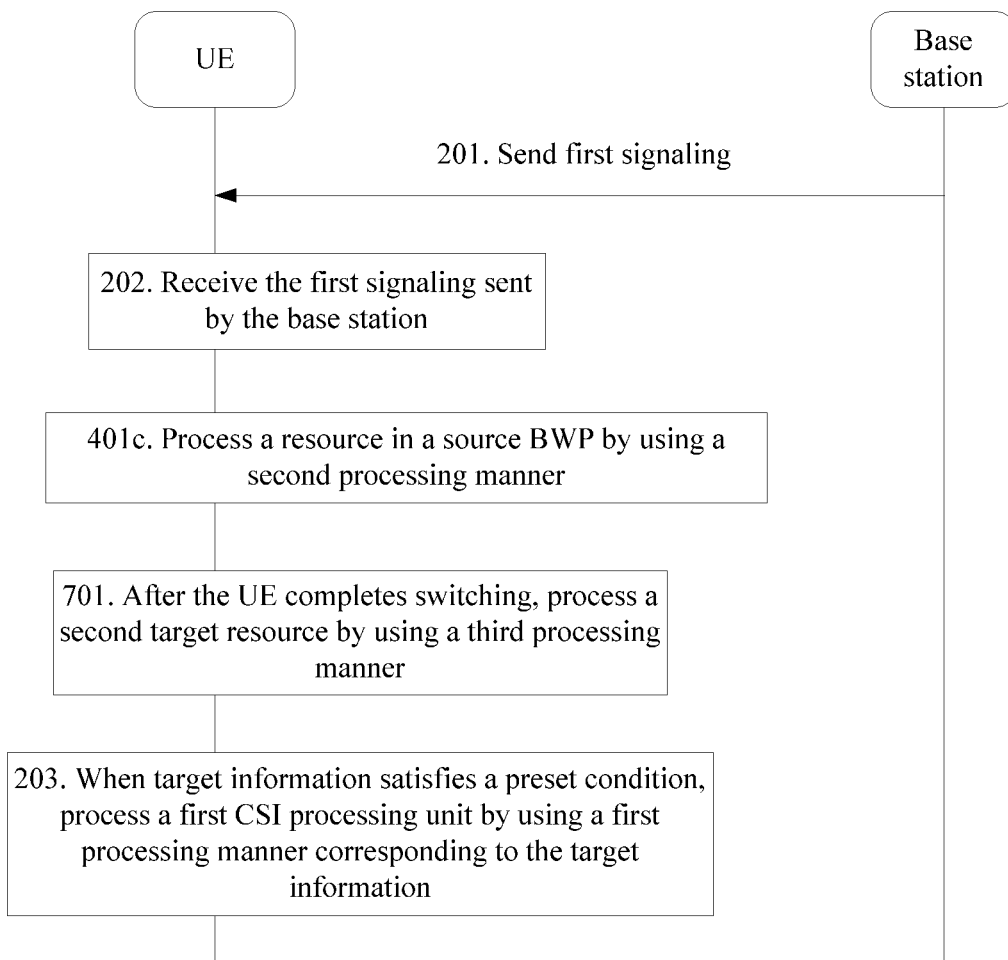 UE
Base
station
201. Send first signaling
202. Receive the first signaling sent
by the base station
401c. Process a resource in a source BWP by using a
second processing manner
701. After the UE completes switching, process a
second target resource by using a third processing
manner
203. When target information satisfies a preset condition,
process a first CSI processing unit by using a first
processing manner corresponding to the target
information